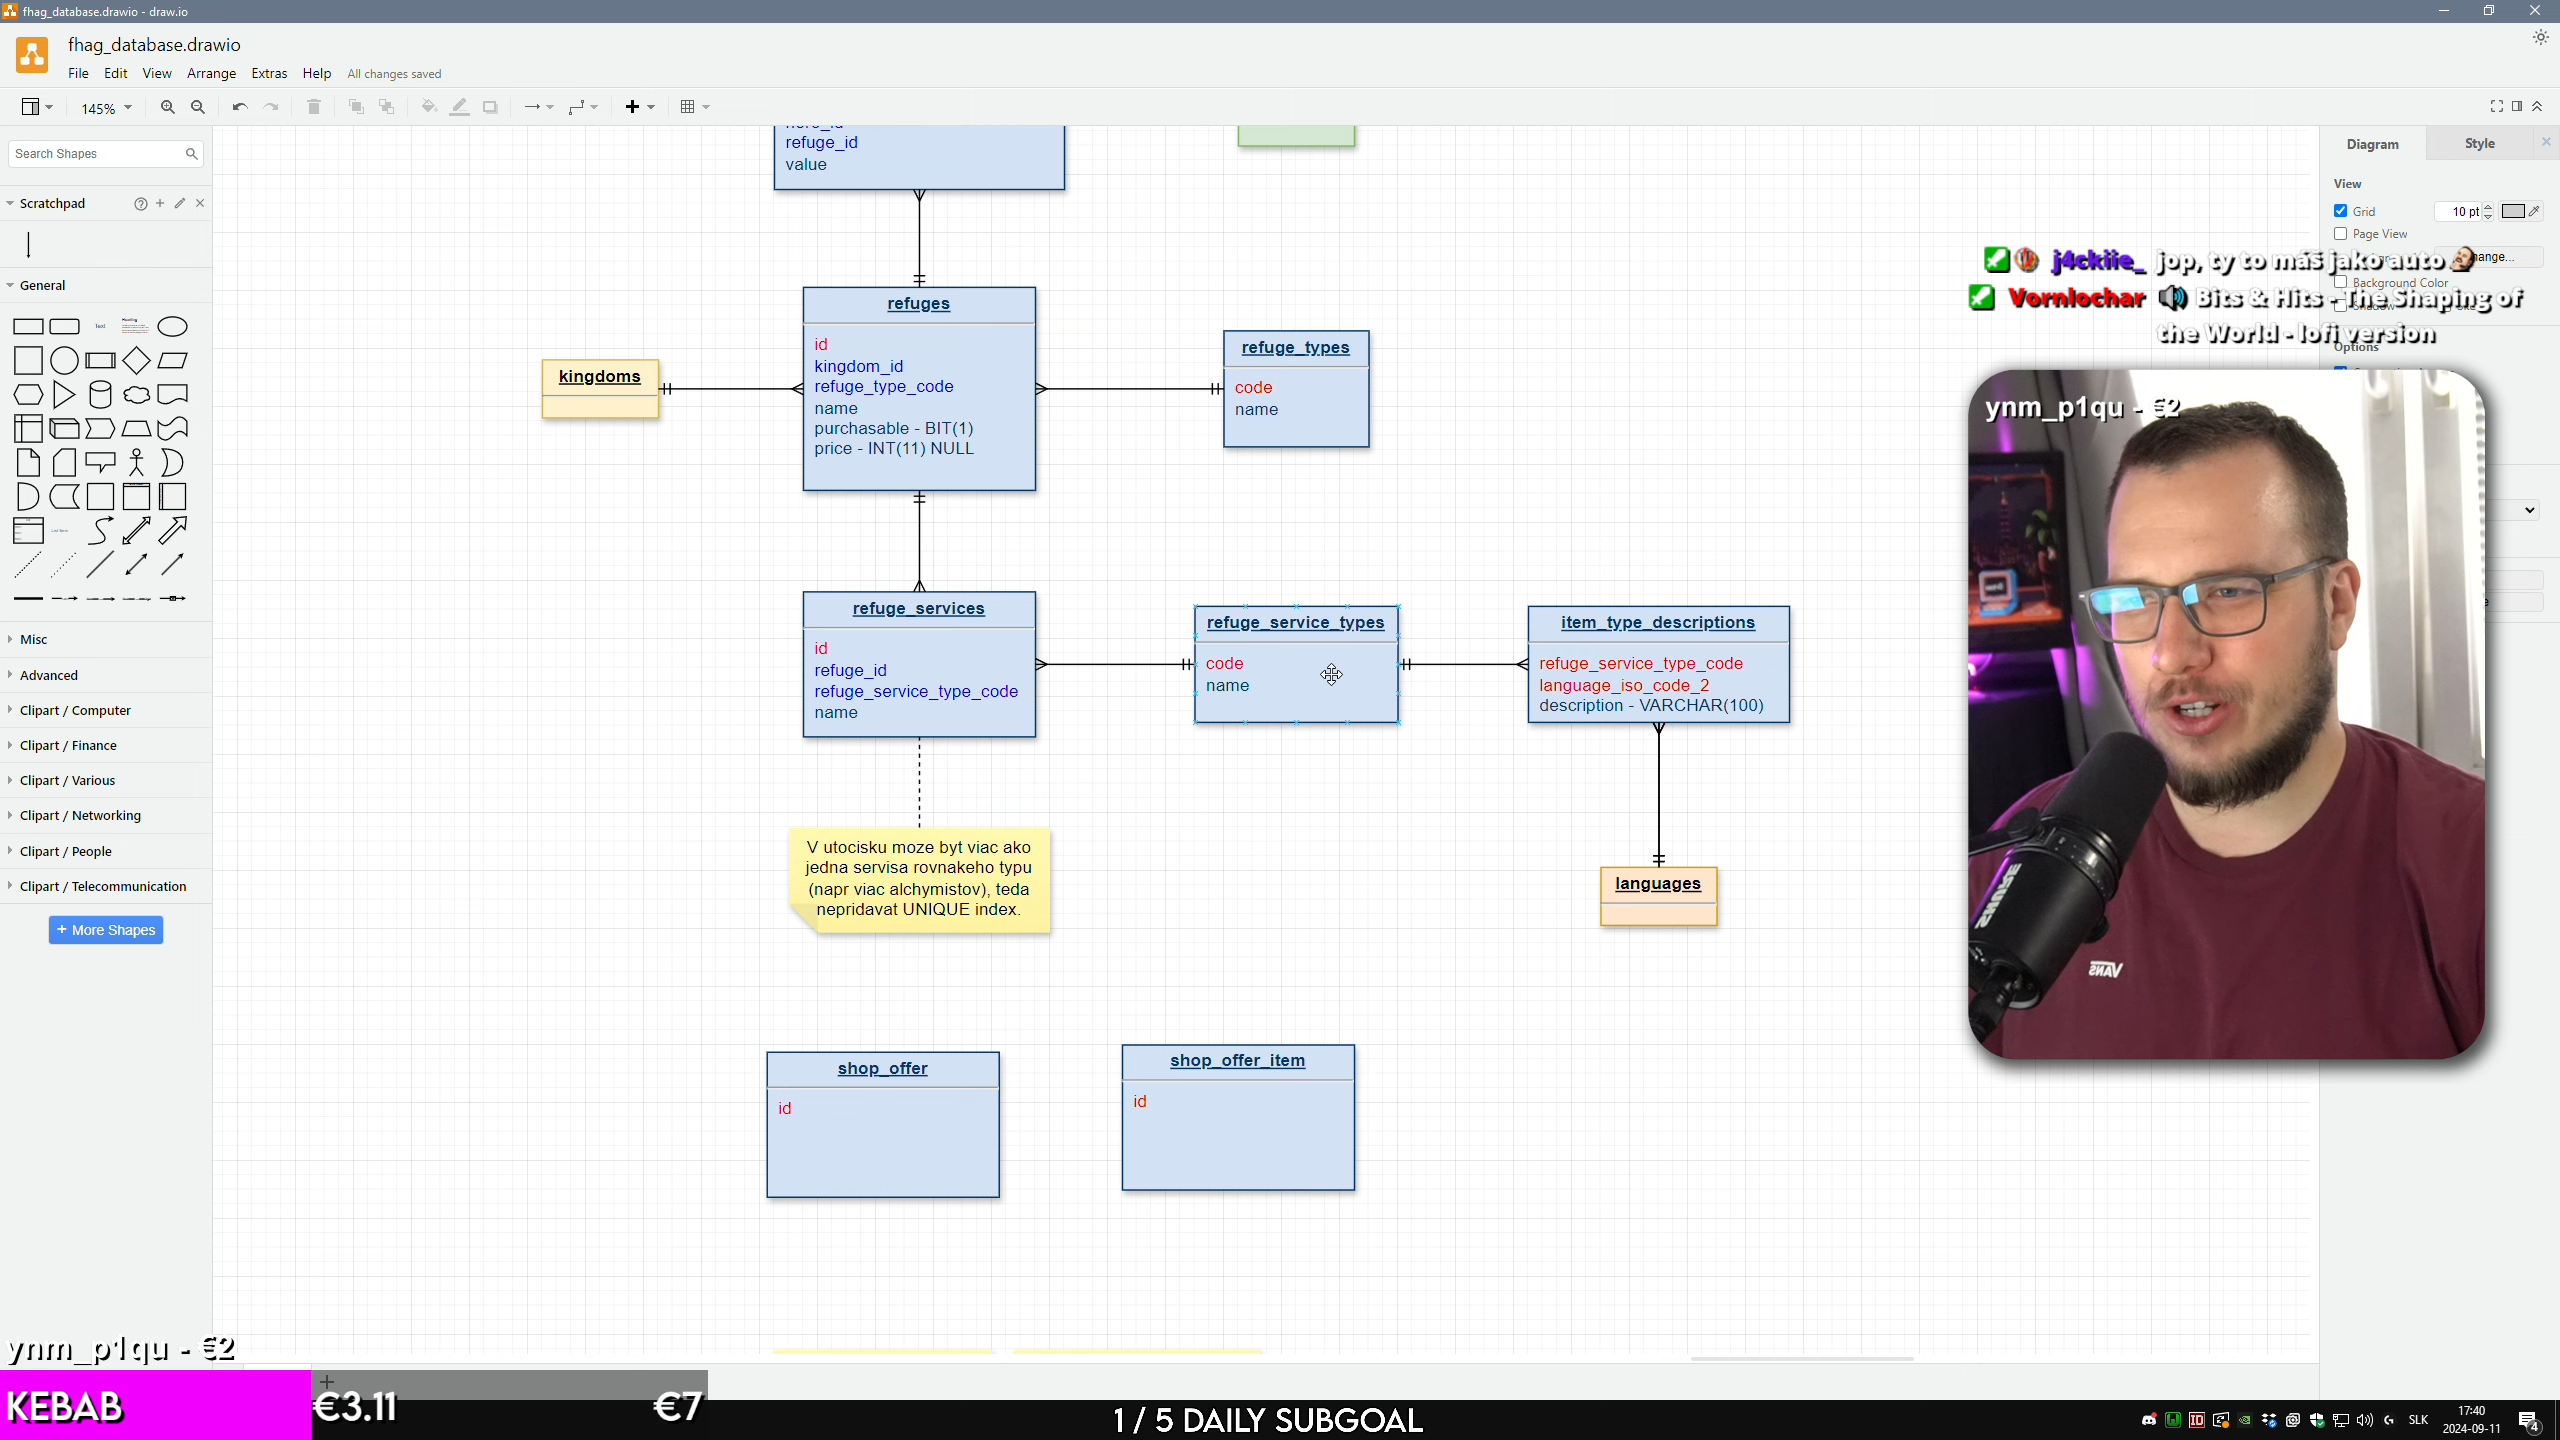 fhag_database.drawio - draw.io
fhag_database.drawio
File Edit View Arrange Extras Help All changes saved
145%
Search Shapes
Scratchpad
General
Misc
Advanced
Clipart / Computer
Clipart / Finance
Clipart / Various
Clipart / Networking
Clipart / People
Clipart / Telecommunication
+ More Shapes
refuge_id
value
refuges
id
kingdom_id
refuge_type_code
name
purchasable - BIT(1)
price - INT(11) NULL
kingdoms
refuge_types
code
name
refuge_services
id
refuge_id
refuge_service_type_code
name
refuge_service_types
code
name
item_type_descriptions
refuge_service_type_code
language_iso_code_2
description - VARCHAR(100)
languages
V utocisku moze byt viac ako
jedna servisa rovnakeho typu
(napr viac alchymistov), teda
nepridavat UNIQUE index.
shop_offer
id
shop_offer_item
id
Diagram Style
View
Grid 10 pt
Page View
Background Color
Options
j4ckiie_ jop, ty to máš jako auto
Vornlochar Bits & Hits - The Shaping of
the World - lofi version
ynm_p1qu - €2
SHURE
VANS
ynm_p1qu - €2
KEBAB €3.11 €7
1 / 5 DAILY SUBGOAL
SLK
17:40
2024-09-11
4